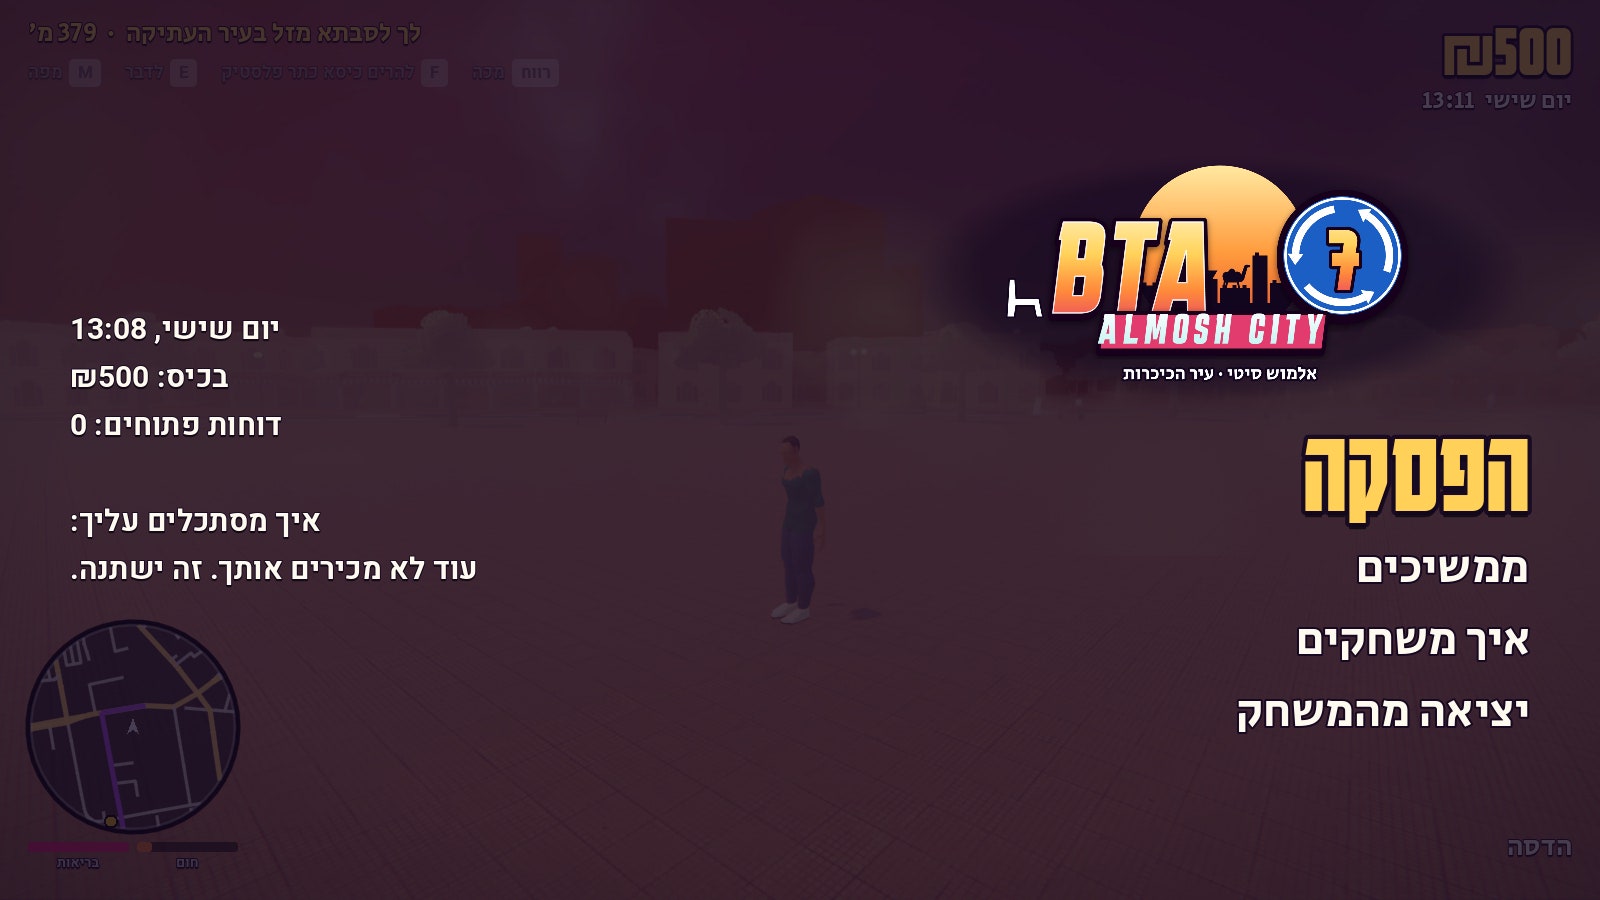 לך לסבתא מזל בעיר העתיקה · 379 מ'
רווח מכה F להרים כיסא כתר פלסטיק E לדבר M מפה
₪500
יום שישי 13:11
BTA 7
ALMOSH CITY
אלמוש סיטי · עיר הכיכרות
הפסקה
ממשיכים
איך משחקים
יציאה מהמשחק
יום שישי, 13:08
בכיס: ₪500
דוחות פתוחים: 0
איך מסתכלים עליך:
עוד לא מכירים אותך. זה ישתנה.
חום
בריאות
הדסה